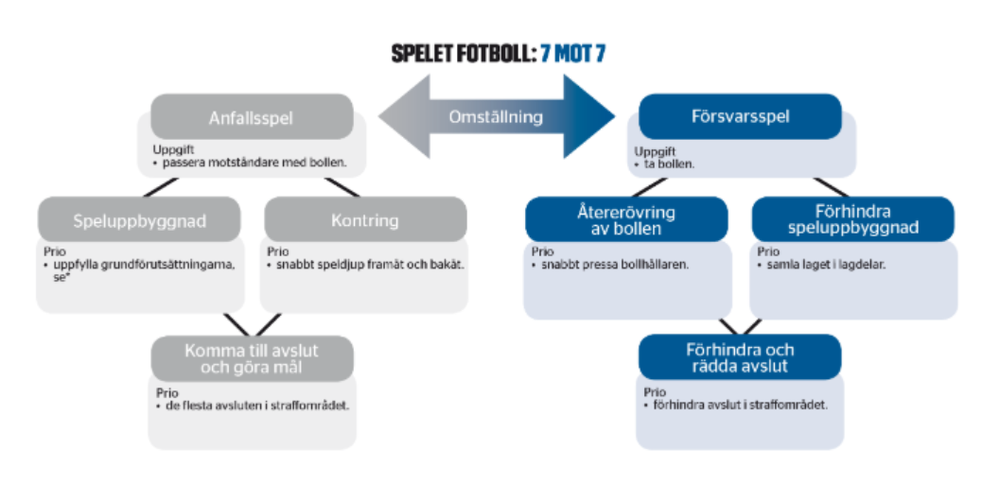 SPELET FOTBOLL: 7 MOT 7
Omställning
Anfallsspel
Uppgift
• passera motståndare med bollen.
Försvarsspel
Uppgift
• ta bollen.
Speluppbyggnad
Prio
• uppfylla grundförutsättningarna,
se*
Kontring
Prio
• snabbt speldjup framåt och bakåt.
Återerövring
av bollen
Prio
• snabbt pressa bollhållaren.
Förhindra
speluppbyggnad
Prio
• samla laget i lagdelar.
Komma till avslut
och göra mål
Prio
• de flesta avsluten i straffområdet.
Förhindra och
rädda avslut
Prio
• förhindra avslut i straffområdet.